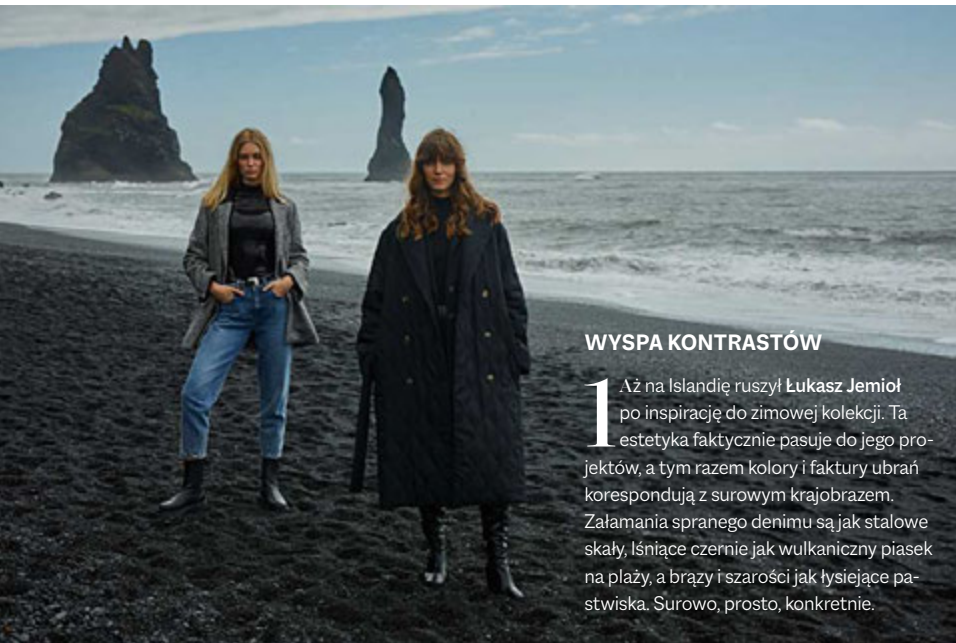 WYSPA KONTRASTÓW
1 Aż na Islandię ruszył Łukasz Jemioł
po inspirację do zimowej kolekcji. Ta
estetyka faktycznie pasuje do jego pro-
jektów, a tym razem kolory i faktury ubrań
korespondują z surowym krajobrazem.
Załamania spranego denimu są jak stalowe
skały, lśniące czernie jak wulkaniczny piasek
na plaży, a brązy i szarości jak łysiejące pa-
stwiska. Surowo, prosto, konkretnie.